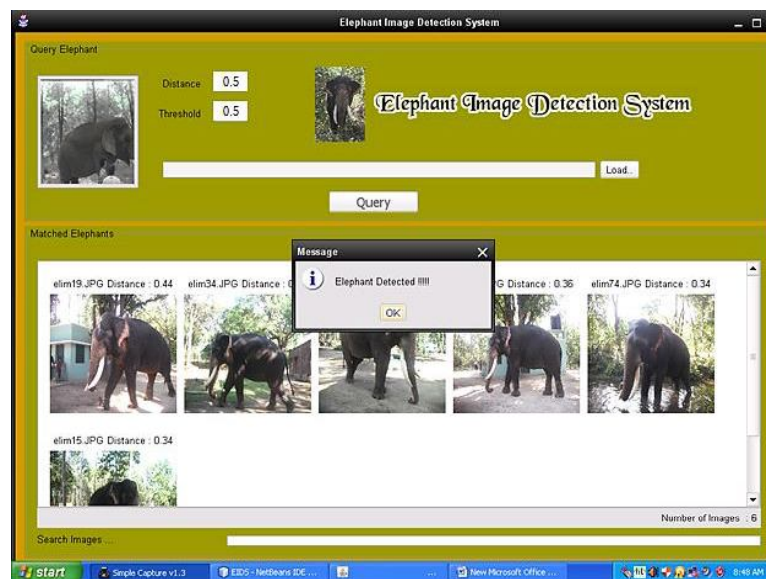 Elephant Image Detection System
Query Elephant
Distance 0.5
Threshold 0.5
Elephant Image Detection System
Load..
Query
Matched Elephants
Message
Elephant Detected !!!!!
OK
elim19.JPG Distance : 0.44
elim34.JPG Distance :
Distance : 0.36
elim74.JPG Distance : 0.34
elim15.JPG Distance : 0.34
Number of Images : 6
Search Images ...
start
Simple Capture v1.3
EIDS - NetBeans IDE ...
...
New Microsoft Office ...
8:48 AM